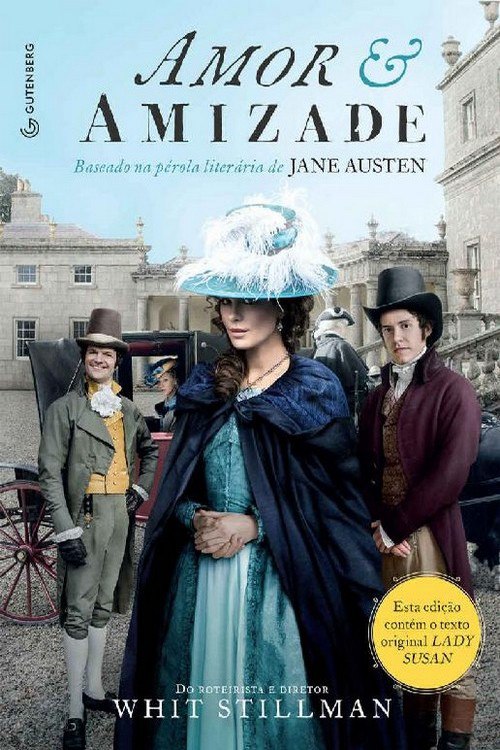 GUTENBERG
AMOR &
AMIZADE
Baseado na pérola literária de JANE AUSTEN
Esta edição
contém o texto
original LADY
SUSAN
DO ROTEIRISTA E DIRETOR
WHIT STILLMAN